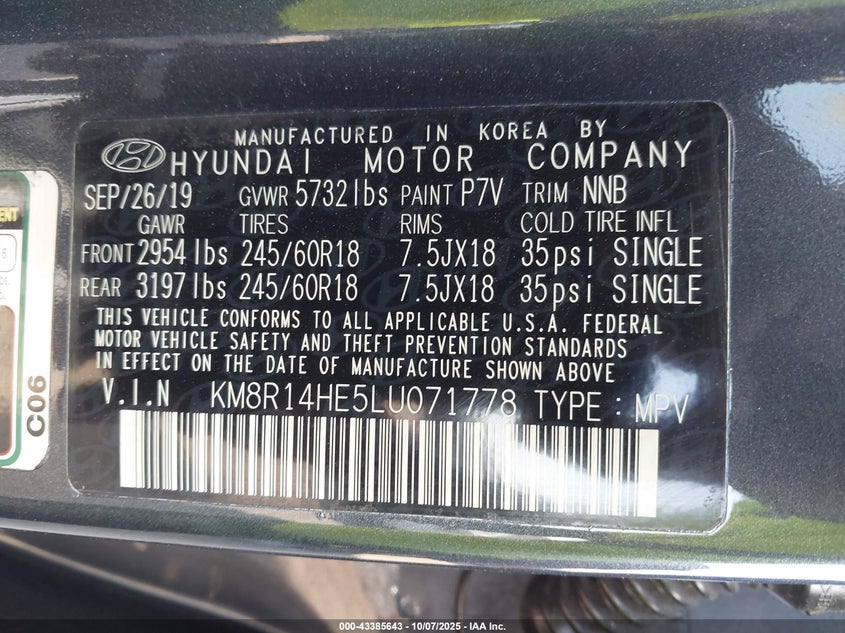 MANUFACTURED IN KOREA BY
HYUNDAI MOTOR COMPANY
SEP/26/19 GVWR 5732lbs PAINT P7V TRIM NNB
GAWR TIRES RIMS COLD TIRE INFL
FRONT 2954lbs 245/60R18 7.5JX18 35psi SINGLE
REAR 3197lbs 245/60R18 7.5JX18 35psi SINGLE
THIS VEHICLE CONFORMS TO ALL APPLICABLE U.S.A. FEDERAL
MOTOR VEHICLE SAFETY AND THEFT PREVENTION STANDARDS
IN EFFECT ON THE DATE OF MANUFACTURE SHOWN ABOVE
V.I.N KM8R14HE5LU071778 TYPE : MPV
C06
000-43385643 - 10/07/2025 - IAA Inc.